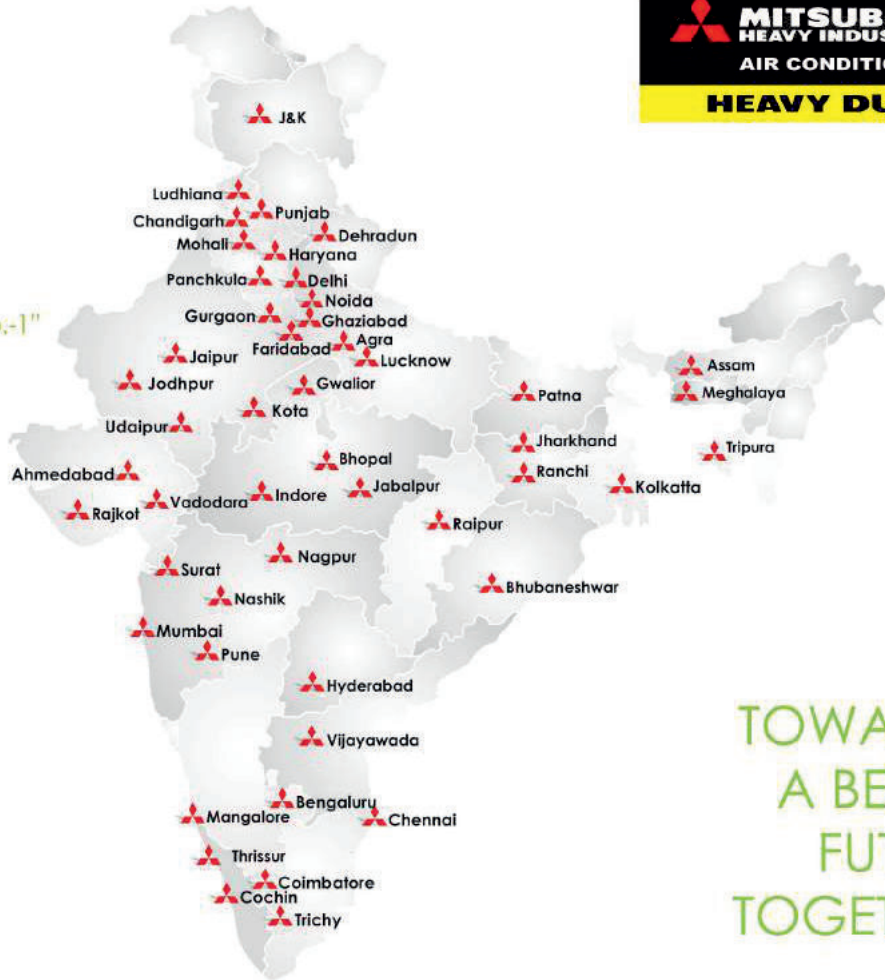 MITSUB
HEAVY INDUS
AIR CONDITIO
HEAVY DU
J&K
Ludhiana
Punjab
Chandigarh
Mohali
Dehradun
Haryana
Panchkula
Delhi
Noida
Gurgaon
Ghaziabad
.-1"
Faridabad
Agra
Jaipur
Lucknow
Jodhpur
Gwalior
Assam
Kota
Patna
Meghalaya
Udaipur
Jharkhand
Tripura
Bhopal
Ahmedabad
Ranchi
Jabalpur
Kolkatta
Vadodara
Indore
Rajkot
Raipur
Nagpur
Surat
Bhubaneshwar
Nashik
Mumbai
Pune
Hyderabad
TOWA
Vijayawada
A BE
Bengaluru
Mangalore
Chennai
FUT
Thrissur
Coimbatore
Cochin
TOGET
Trichy